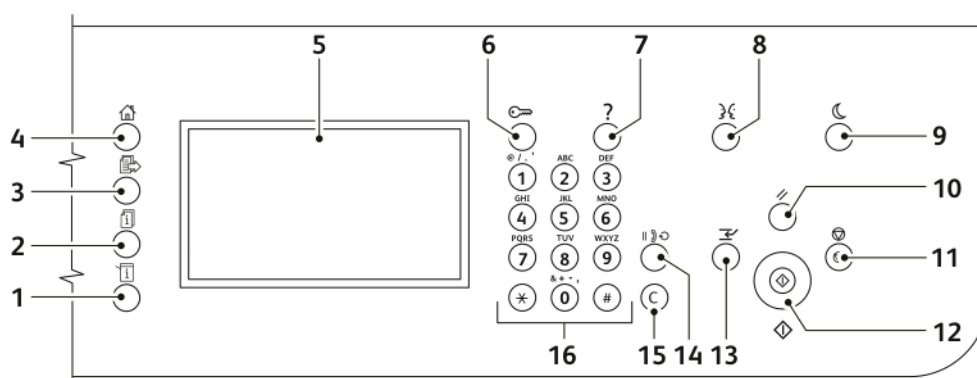 5 6 7 8
4 ? 9
@ / . ' ABC DEF
3 1 2 3
GHI JKL MNO
4 5 6 10
2 i PQRS TUV WXYZ
7 8 9 11
i & + - ,
1 * 0 # C 12
16 15 14 13